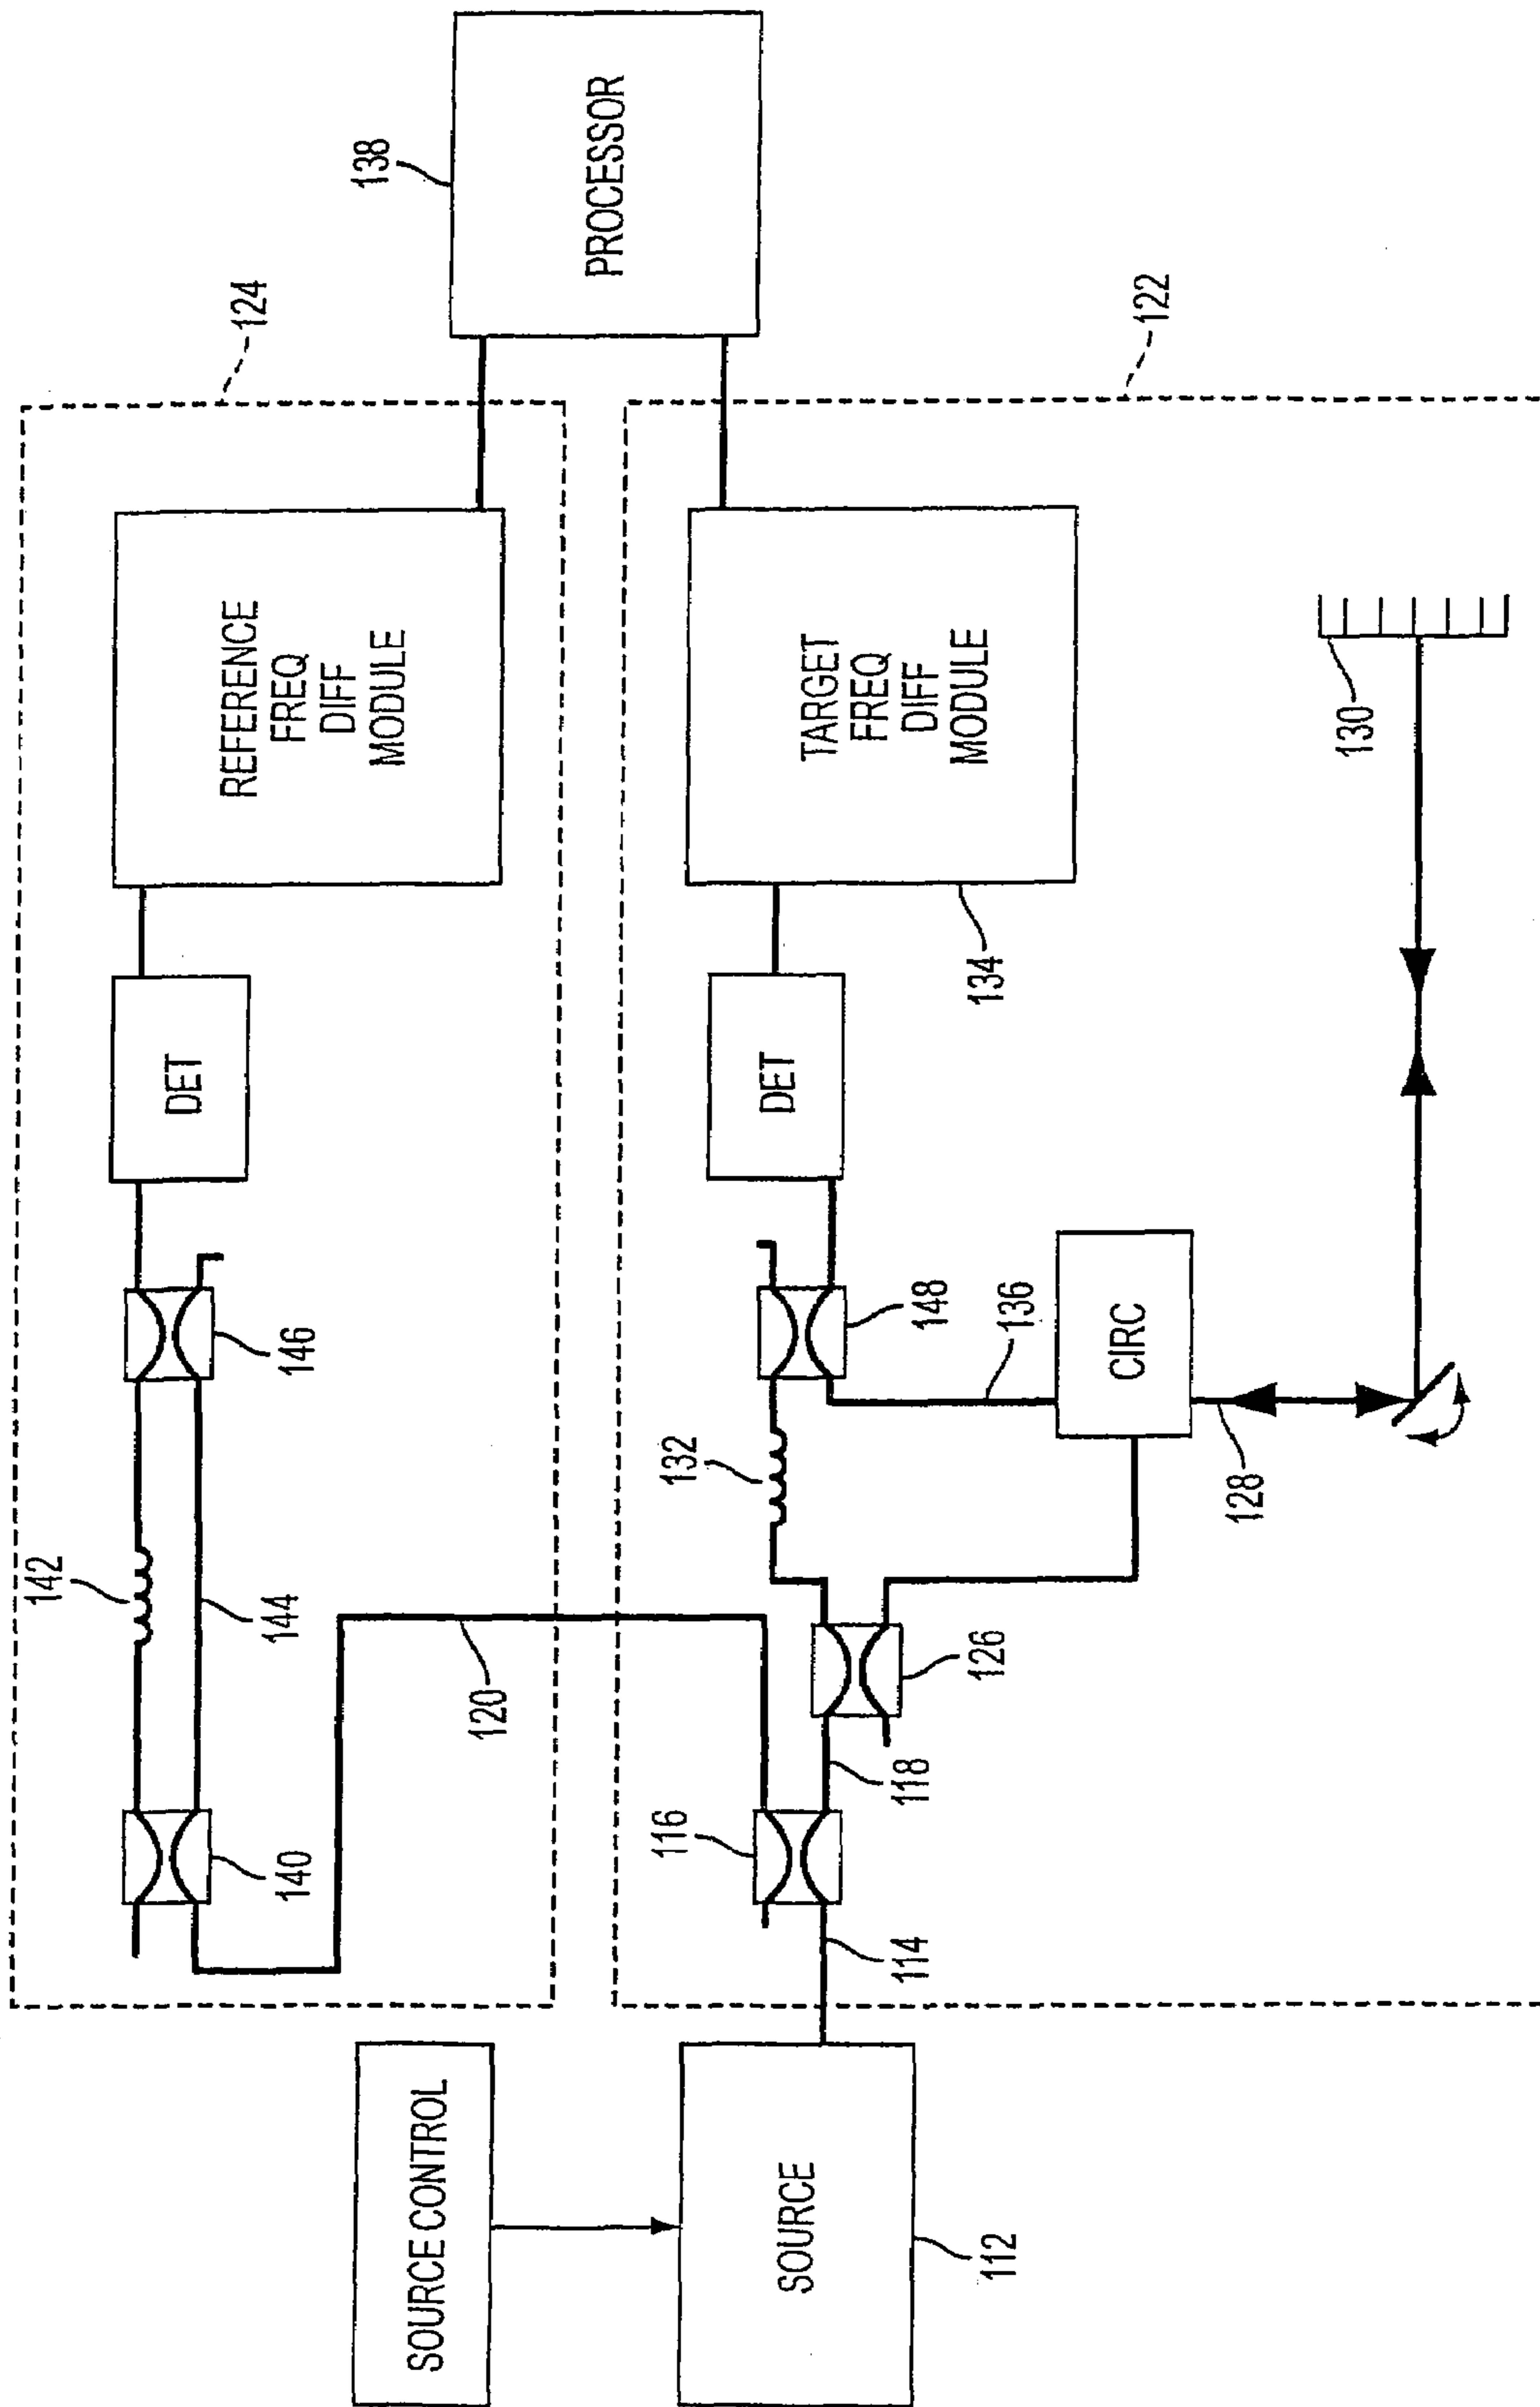 SOURCE CONTROL
SOURCE
112
114
116
118
120
126
140
142
144
146
DET
REFERENCE
FREQ
DIFF
MODULE
124
132
148
136
CIRC
128
DET
TARGET
FREQ
DIFF
MODULE
134
130
122
138
PROCESSOR